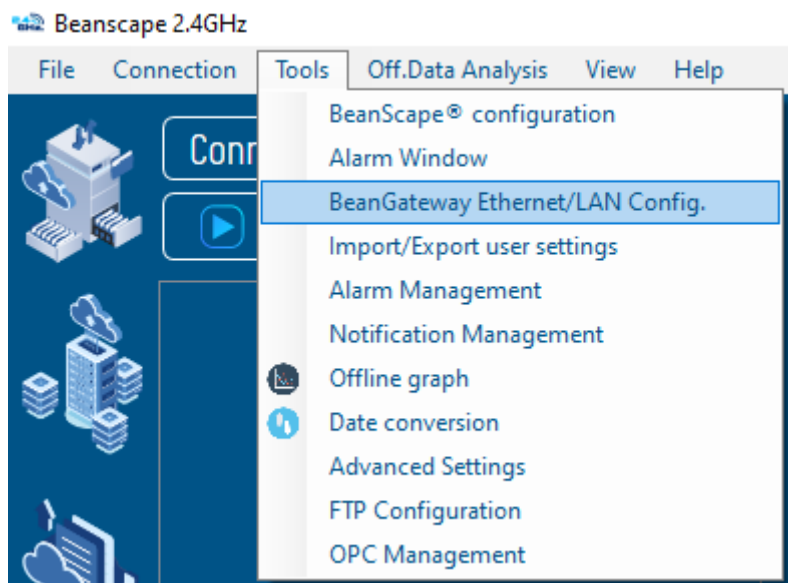 Beanscape 2.4GHz
File Connection Tools Off.Data Analysis View Help
BeanScape® configuration
Alarm Window
BeanGateway Ethernet/LAN Config.
Import/Export user settings
Alarm Management
Notification Management
Offline graph
Date conversion
Advanced Settings
FTP Configuration
OPC Management